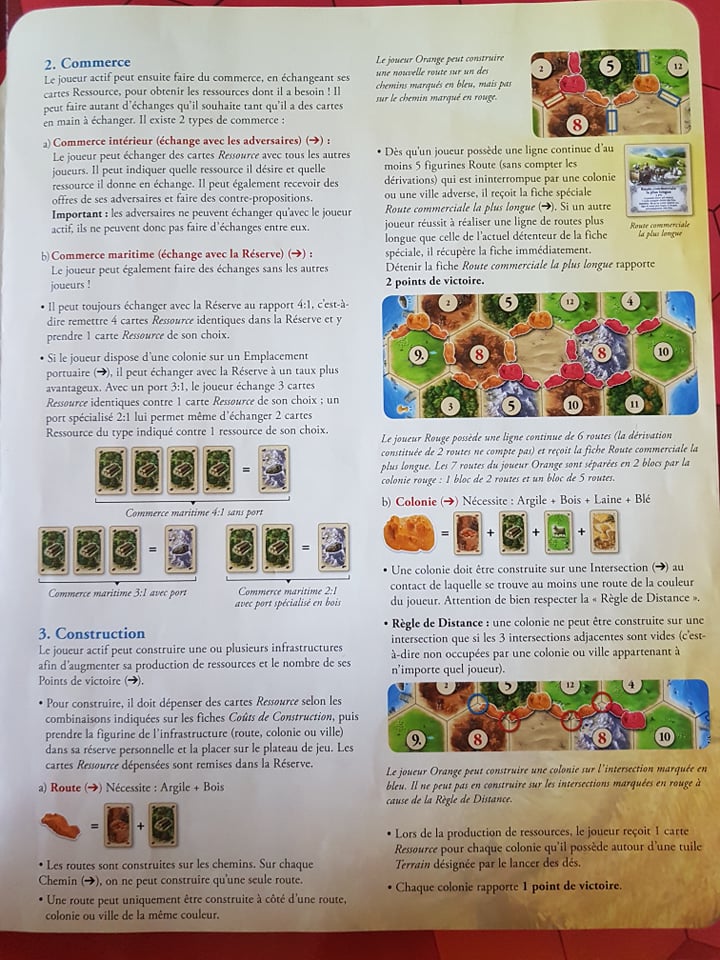 2. Commerce
Le joueur actif peut ensuite faire du commerce, en échangeant ses
cartes Ressource, pour obtenir les ressources dont il a besoin ! Il
peut faire autant d'échanges qu'il souhaite tant qu'il a des cartes
en main à échanger. Il existe 2 types de commerce :
a) Commerce intérieur (échange avec les adversaires) (➔) :
Le joueur peut échanger des cartes Ressource avec tous les autres
joueurs. Il peut indiquer quelle ressource il désire et quelle
ressource il donne en échange. Il peut également recevoir des
offres de ses adversaires et faire des contre-propositions.
Important : les adversaires ne peuvent échanger qu'avec le joueur
actif, ils ne peuvent donc pas faire d'échanges entre eux.
b) Commerce maritime (échange avec la Réserve) (➔) :
Le joueur peut également faire des échanges sans les autres
joueurs !
• Il peut toujours échanger avec la Réserve au rapport 4:1, c'est-à-
dire remettre 4 cartes Ressource identiques dans la Réserve et y
prendre 1 carte Ressource de son choix.
• Si le joueur dispose d'une colonie sur un Emplacement
portuaire (➔), il peut échanger avec la Réserve à un taux plus
avantageux. Avec un port 3:1, le joueur échange 3 cartes
Ressource identiques contre 1 carte Ressource de son choix ; un
port spécialisé 2:1 lui permet même d'échanger 2 cartes
Ressource du type indiqué contre 1 ressource de son choix.
=
Commerce maritime 4:1 sans port
= =
Commerce maritime 3:1 avec port
Commerce maritime 2:1
avec port spécialisé en bois
3. Construction
Le joueur actif peut construire une ou plusieurs infrastructures
afin d'augmenter sa production de ressources et le nombre de ses
Points de victoire (➔).
• Pour construire, il doit dépenser des cartes Ressource selon les
combinaisons indiquées sur les fiches Coûts de Construction, puis
prendre la figurine de l'infrastructure (route, colonie ou ville)
dans sa réserve personnelle et la placer sur le plateau de jeu. Les
cartes Ressource dépensées sont remises dans la Réserve.
a) Route (➔) Nécessite : Argile + Bois
= +
• Les routes sont construites sur les chemins. Sur chaque
Chemin (➔), on ne peut construire qu'une seule route.
• Une route peut uniquement être construite à côté d'une route,
colonie ou ville de la même couleur.
Le joueur Orange peut construire
une nouvelle route sur un des
chemins marqués en bleu, mais pas
sur le chemin marqué en rouge.
2 5 12
8
• Dès qu'un joueur possède une ligne continue d'au
moins 5 figurines Route (sans compter les
dérivations) qui est ininterrompue par une colonie
ou une ville adverse, il reçoit la fiche spéciale
Route commerciale la plus longue (➔). Si un autre
joueur réussit à réaliser une ligne de routes plus
longue que celle de l'actuel détenteur de la fiche
spéciale, il récupère la fiche immédiatement.
Détenir la fiche Route commerciale la plus longue rapporte
2 points de victoire.
Route commerciale
la plus longue
Route commerciale
la plus longue
2 5 12 4
9. 8 8 10
3 5 10 11
Le joueur Rouge possède une ligne continue de 6 routes (la dérivation
constituée de 2 routes ne compte pas) et reçoit la fiche Route commerciale la
plus longue. Les 7 routes du joueur Orange sont séparées en 2 blocs par la
colonie rouge : 1 bloc de 2 routes et un bloc de 5 routes.
b) Colonie (➔) Nécessite : Argile + Bois + Laine + Blé
= + + +
• Une colonie doit être construite sur une Intersection (➔) au
contact de laquelle se trouve au moins une route de la couleur
du joueur. Attention de bien respecter la « Règle de Distance ».
• Règle de Distance : une colonie ne peut être construite sur une
intersection que si les 3 intersections adjacentes sont vides (c'est-
à-dire non occupées par une colonie ou ville appartenant à
n'importe quel joueur).
2 5 12 4
9. 8 8 10
Le joueur Orange peut construire une colonie sur l'intersection marquée en
bleu. Il ne peut pas en construire sur les intersections marquées en rouge à
cause de la Règle de Distance.
• Lors de la production de ressources, le joueur reçoit 1 carte
Ressource pour chaque colonie qu'il possède autour d'une tuile
Terrain désignée par le lancer des dés.
• Chaque colonie rapporte 1 point de victoire.